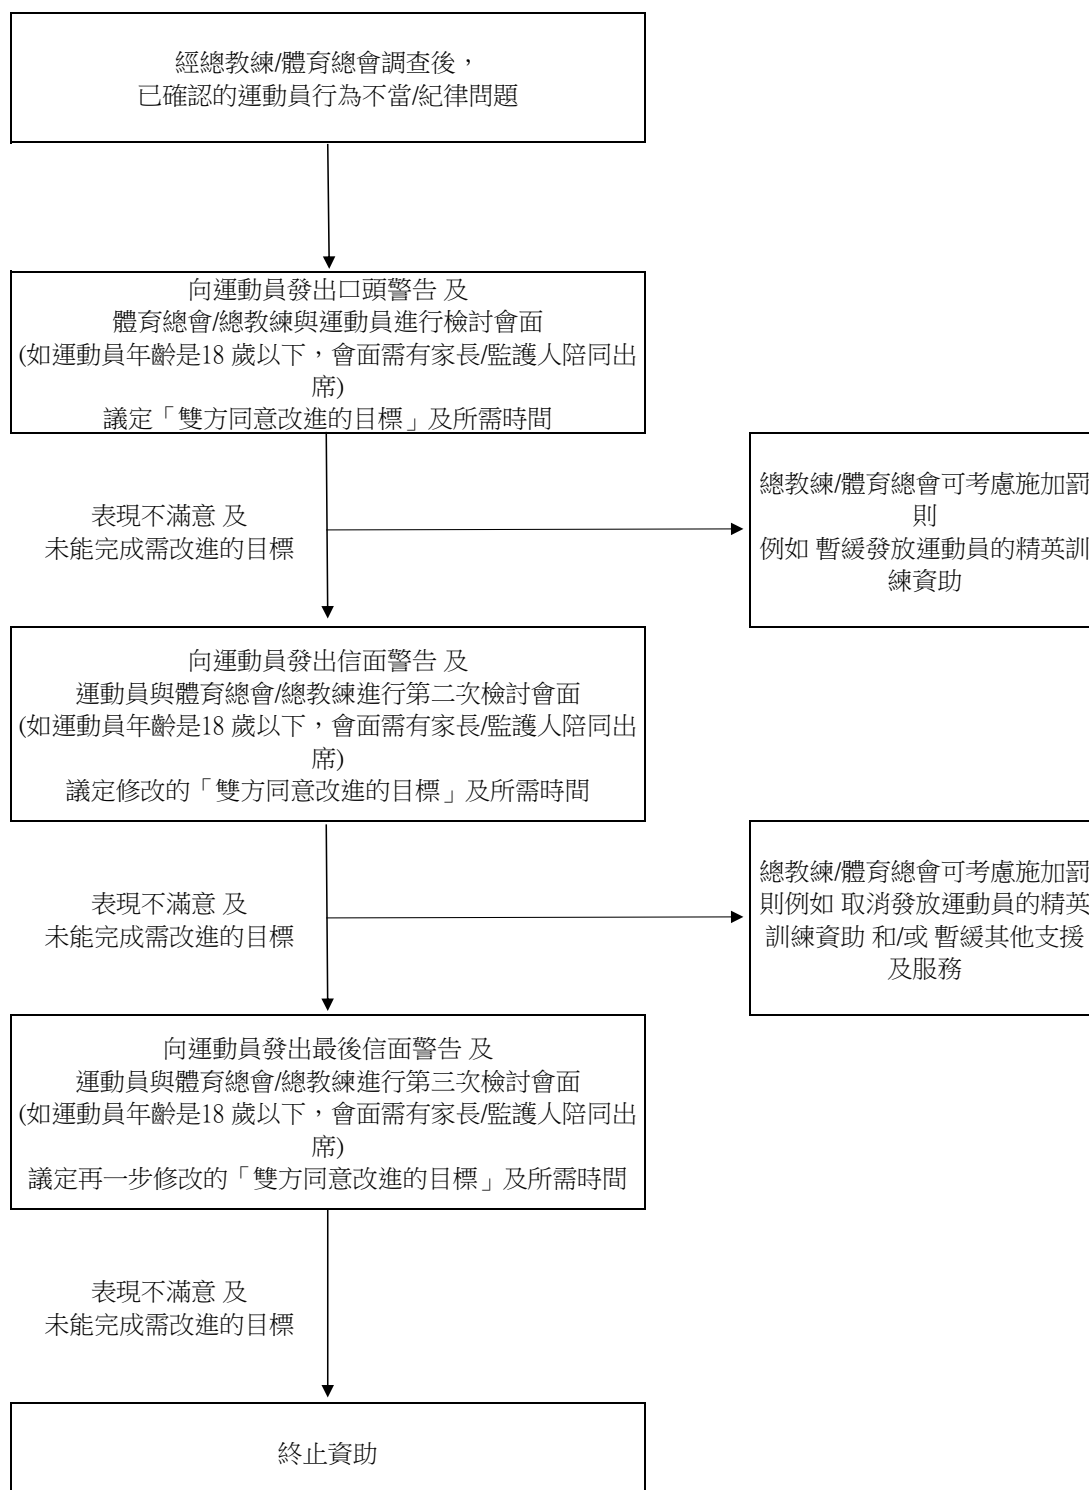 經總教練/體育總會調查後，
已確認的運動員行為不當/紀律問題
向運動員發出口頭警告 及
體育總會/總教練與運動員進行檢討會面
(如運動員年齡是18 歲以下，會面需有家長/監護人陪同出
席)
議定「雙方同意改進的目標」及所需時間
表現不滿意 及
未能完成需改進的目標
總教練/體育總會可考慮施加罰
則
例如 暫緩發放運動員的精英訓
練資助
向運動員發出信面警告 及
運動員與體育總會/總教練進行第二次檢討會面
(如運動員年齡是18 歲以下，會面需有家長/監護人陪同出
席)
議定修改的「雙方同意改進的目標」及所需時間
表現不滿意 及
未能完成需改進的目標
總教練/體育總會可考慮施加罰
則例如 取消發放運動員的精英
訓練資助 和/或 暫緩其他支援
及服務
向運動員發出最後信面警告 及
運動員與體育總會/總教練進行第三次檢討會面
(如運動員年齡是18 歲以下，會面需有家長/監護人陪同出
席)
議定再一步修改的「雙方同意改進的目標」及所需時間
表現不滿意 及
未能完成需改進的目標
終止資助